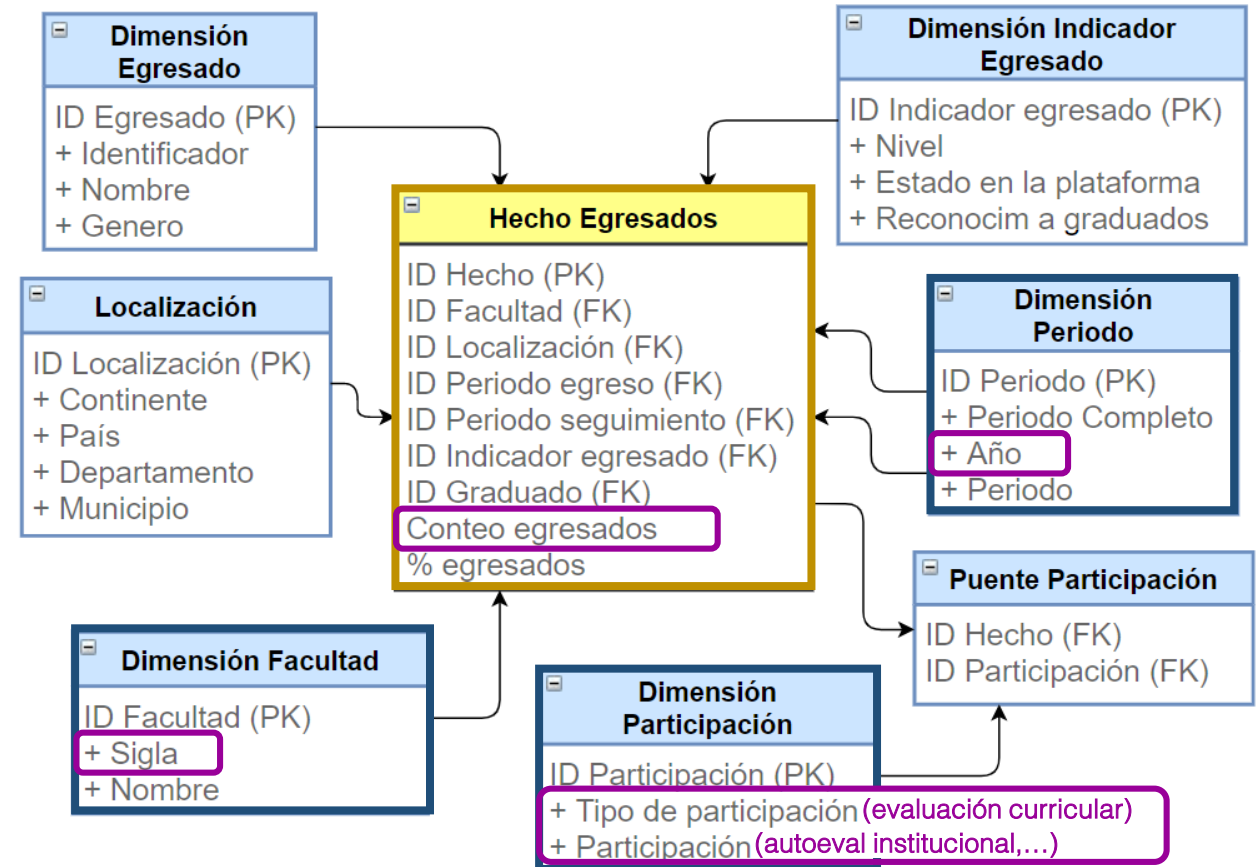 Dimensión
Egresado
ID Egresado (PK)
+ Identificador
+ Nombre
+ Genero
Dimensión Indicador
Egresado
ID Indicador egresado (PK)
+ Nivel
+ Estado en la plataforma
+ Reconocim a graduados
Hecho Egresados
ID Hecho (PK)
ID Facultad (FK)
ID Localización (FK)
ID Periodo egreso (FK)
ID Periodo seguimiento (FK)
ID Indicador egresado (FK)
ID Graduado (FK)
Conteo egresados
% egresados
Localización
ID Localización (PK)
+ Continente
+ País
+ Departamento
+ Municipio
Dimensión
Periodo
ID Periodo (PK)
+ Periodo Completo
+ Año
+ Periodo
Puente Participación
ID Hecho (FK)
ID Participación (FK)
Dimensión Facultad
ID Facultad (PK)
+ Sigla
+ Nombre
Dimensión
Participación
ID Participación (PK)
+ Tipo de participación (evaluación curricular)
+ Participación (autoeval institucional,...)